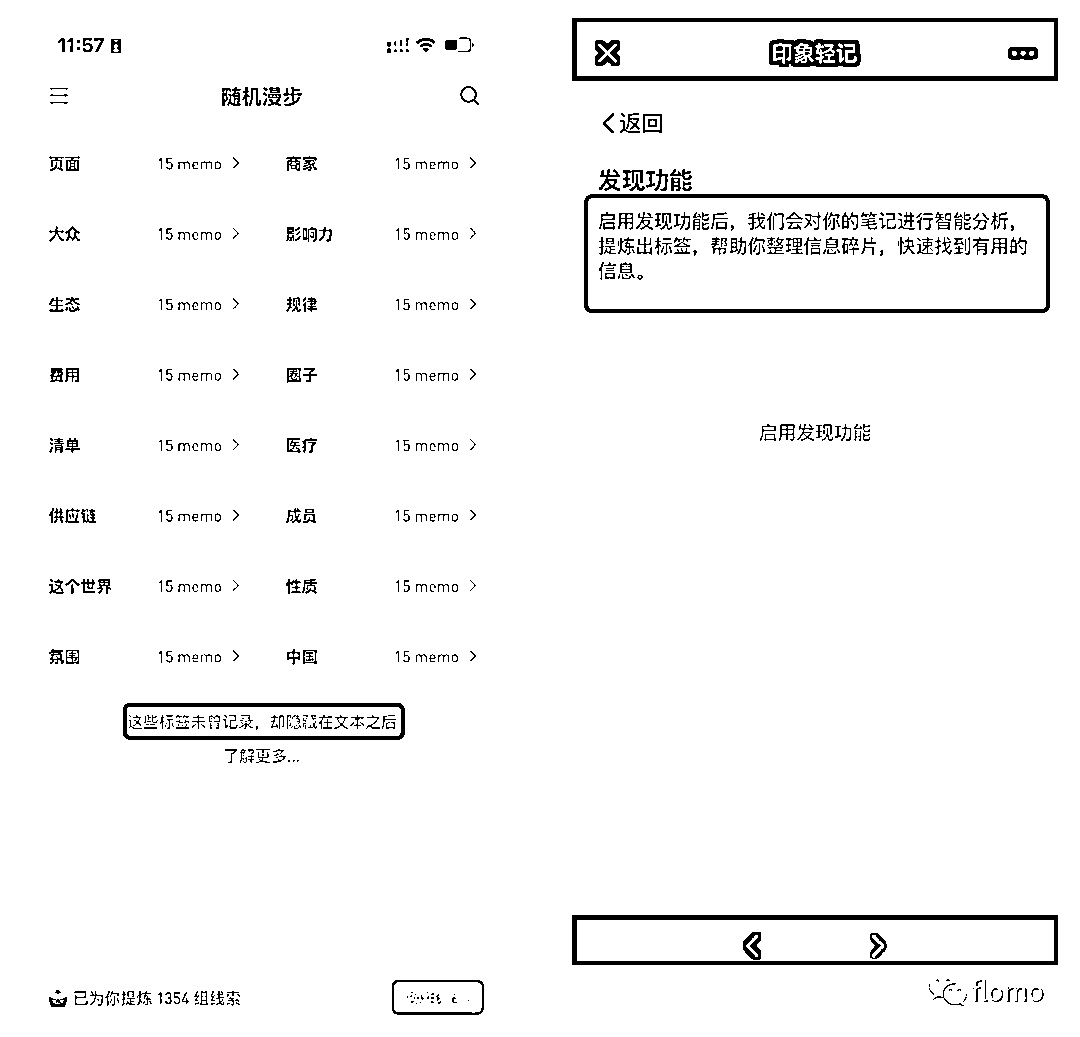 11:57
随机漫步
页面 15 memo 商家 15 memo
大众 15 memo 影响力 15 memo
生态 15 memo 规律 15 memo
费用 15 memo 圈子 15 memo
清单 15 memo 医疗 15 memo
供应链 15 memo 成员 15 memo
这个世界 15 memo 性质 15 memo
氛围 15 memo 中国 15 memo
这些标签未曾记录，却隐藏在文本之后
了解更多...
已为你提炼 1354 组线索
印象轻记
返回
发现功能
启用发现功能后，我们会对你的笔记进行智能分析，
提炼出标签，帮助你整理信息碎片，快速找到有用的
信息。
启用发现功能
flomo